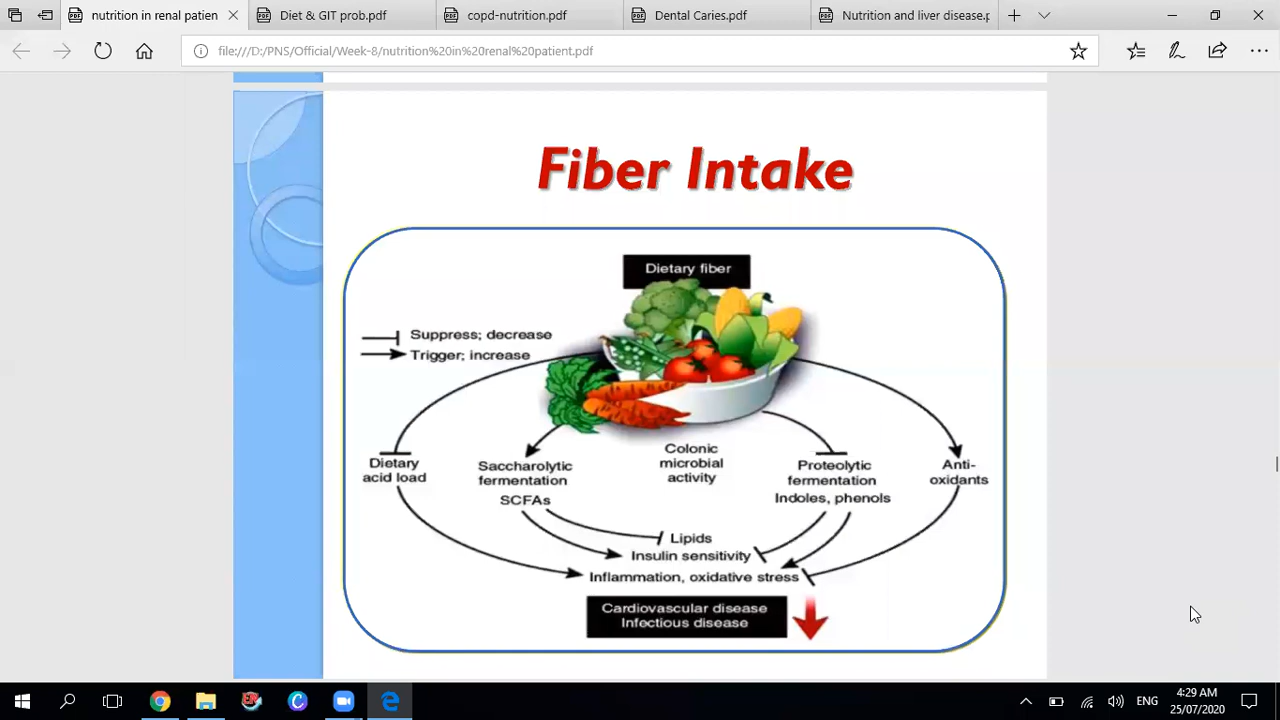 nutrition in renal patien
Diet & GIT prob.pdf
copd-nutrition.pdf
Dental Caries.pdf
Nutrition and liver disease.p
file:///D:/PNS/Official/Week-8/nutrition%20in%20renal%20patient.pdf
Fiber Intake
Dietary fiber
Suppress; decrease
Trigger; increase
Dietary
acid load
Saccharolytic
fermentation
SCFAs
Colonic
microbial
activity
Proteolytic
fermentation
Indoles, phenols
Anti-
oxidants
Lipids
Insulin sensitivity
Inflammation, oxidative stress
Cardiovascular disease
Infectious disease
ENG
4:29 AM
25/07/2020